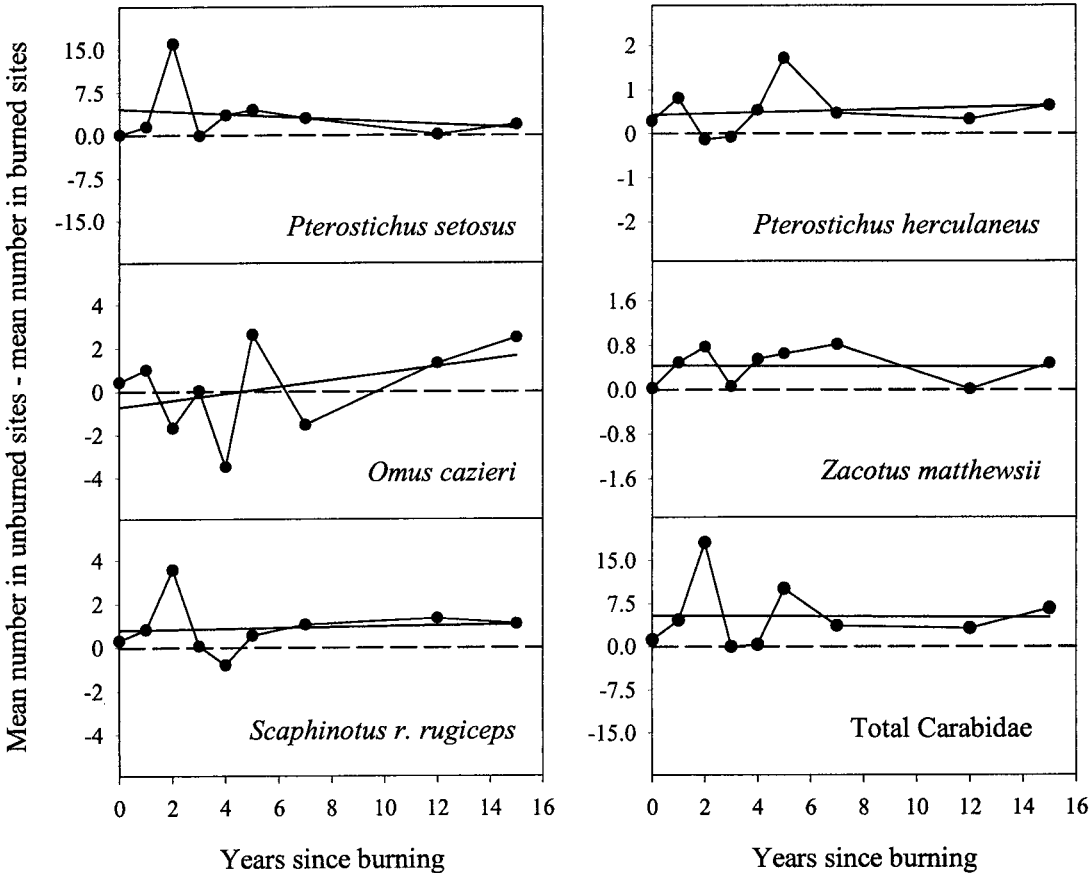 Mean number in unburned sites - mean number in burned sites
15.0
7.5
0.0
-7.5
-15.0
Pterostichus setosus
4
2
0
-2
-4
Omus cazieri
4
2
0
-2
-4
Scaphinotus r. rugiceps
0 2 4 6 8 10 12 14 16
Years since burning
2
1
0
-1
-2
Pterostichus herculaneus
1.6
0.8
0.0
-0.8
-1.6
Zacotus matthewsii
15.0
7.5
0.0
-7.5
-15.0
Total Carabidae
0 2 4 6 8 10 12 14 16
Years since burning